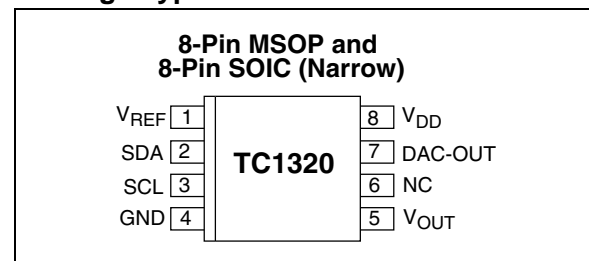 8-Pin MSOP and
8-Pin SOIC (Narrow)
VREF 1
SDA 2
SCL 3
GND 4
TC1320
8 VDD
7 DAC-OUT
6 NC
5 VOUT